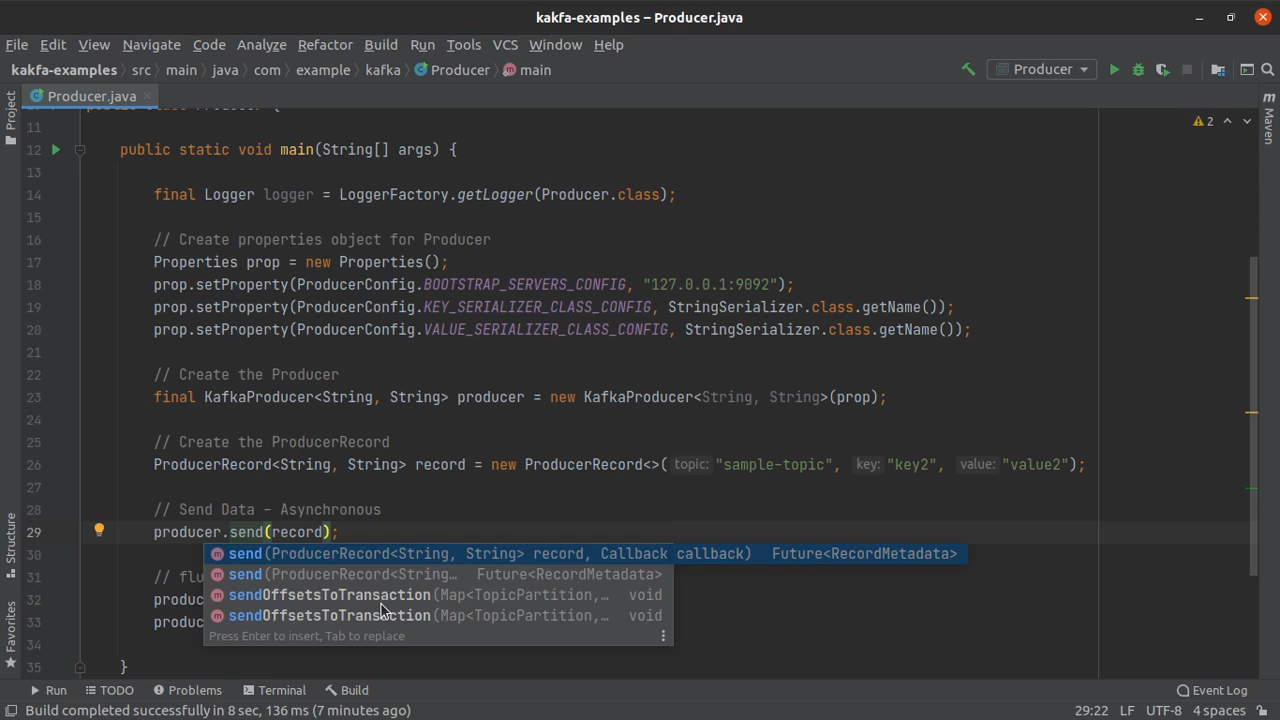 kakfa-examples – Producer.java
File Edit View Navigate Code Analyze Refactor Build Run Tools VCS Window Help
kakfa-examples src main java com example kafka Producer main
Producer
Producer.java
Project
Structure
Favorites
Maven
2
11
12 public static void main(String[] args) {
13
14 final Logger logger = LoggerFactory.getLogger(Producer.class);
15
16 // Create properties object for Producer
17 Properties prop = new Properties();
18 prop.setProperty(ProducerConfig.BOOTSTRAP_SERVERS_CONFIG, "127.0.0.1:9092");
19 prop.setProperty(ProducerConfig.KEY_SERIALIZER_CLASS_CONFIG, StringSerializer.class.getName());
20 prop.setProperty(ProducerConfig.VALUE_SERIALIZER_CLASS_CONFIG, StringSerializer.class.getName());
21
22 // Create the Producer
23 final KafkaProducer<String, String> producer = new KafkaProducer<String, String>(prop);
24
25 // Create the ProducerRecord
26 ProducerRecord<String, String> record = new ProducerRecord<>( topic: "sample-topic", key: "key2", value: "value2");
27
28 // Send Data - Asynchronous
29 producer.send(record);
send(ProducerRecord<String, String> record, Callback callback) Future<RecordMetadata>
30
send(ProducerRecord<String… Future<RecordMetadata>
31 // flu
sendOffsetsToTransaction(Map<TopicPartition,… void
32 produc
sendOffsetsToTransaction(Map<TopicPartition,… void
33 produc
Press Enter to insert, Tab to replace
34
35 }
Run TODO Problems Terminal Build Event Log
Build completed successfully in 8 sec, 136 ms (7 minutes ago) 29:22 LF UTF-8 4 spaces